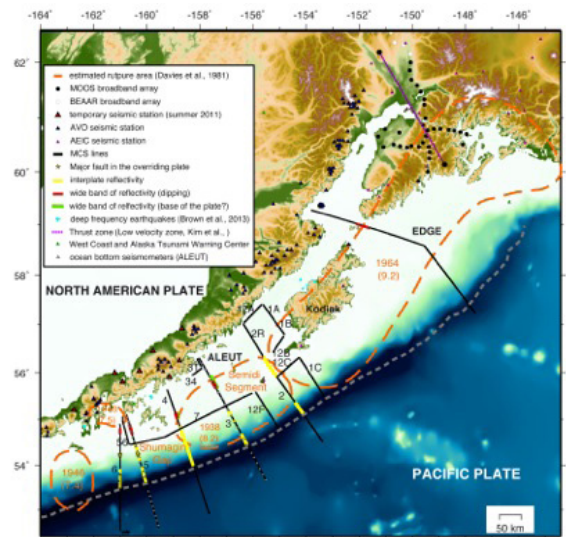 -164 -162 -160 -158 -156 -154 -152 -150 -148 -146
62˚
60˚
58˚
56˚
54˚
estimated rutpure area (Davies et al., 1981)
MOOS broadband array
BEAAR broadband array
temporary seismic station (summer 2011)
AVO seismic station
AEIC seismic station
MCS lines
Major fault in the overriding plate
interplate reflectivity
wide band of reflectivity (dipping)
wide band of reflectivity (base of the plate?)
deep frequency earthquakes (Brown et al., 2013)
Thrust zone (Low velocity zone, Kim et al., )
West Coast and Alaska Tsunami Warning Center
ocean bottom seismometers (ALEUT)
EDGE
1964
(9.2)
NORTH AMERICAN PLATE
Kodiak
1A
1B
2R
12B
12C
1C
ALEUT
34
Semidi
Segment
4
7
12F
2
3
1938
(8.2)
Shumagin
Gap
5
6
1946
PACIFIC PLATE
50 km